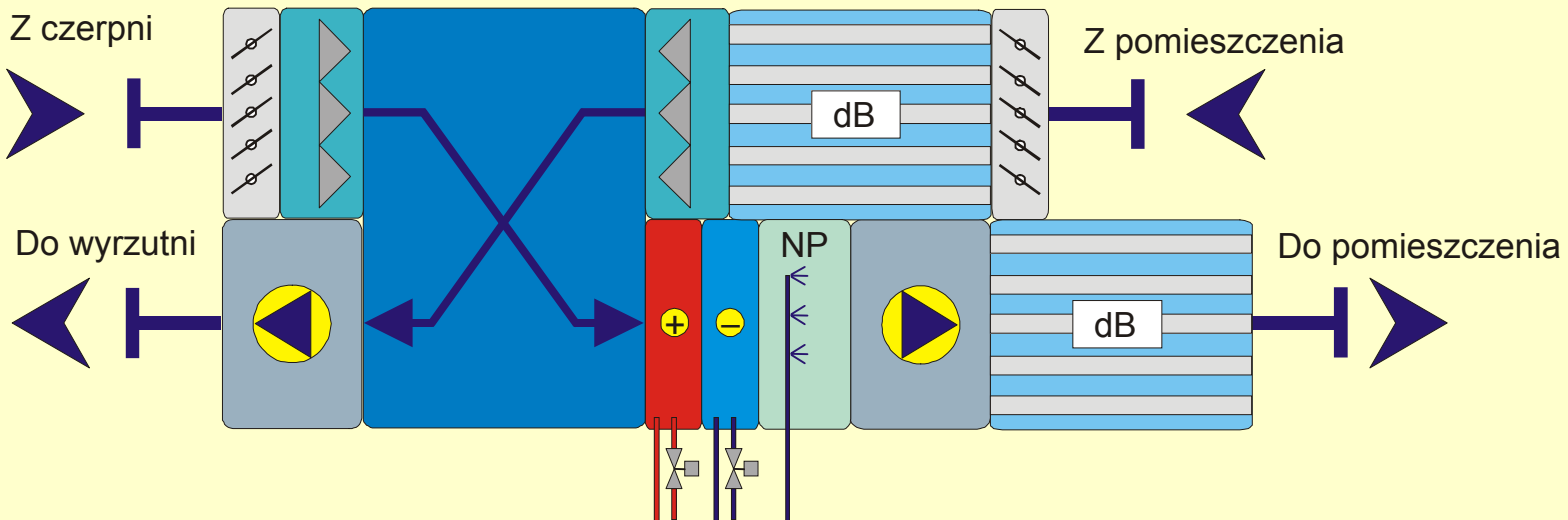 Z czerpni
Z pomieszczenia
dB
Do wyrzutni
NP
Do pomieszczenia
+
–
dB